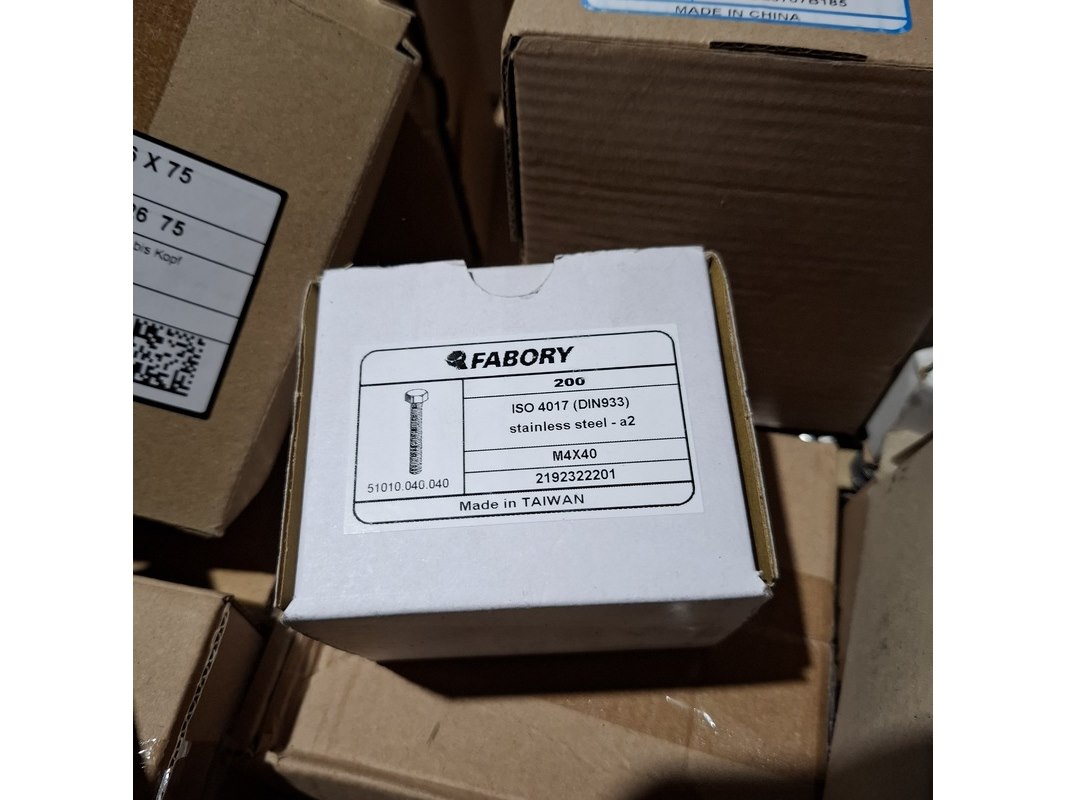 MADE IN CHINA
X 75
75
bis Kopf
FABORY
200
ISO 4017 (DIN933)
stainless steel - a2
M4X40
2192322201
51010.040.040
Made in TAIWAN